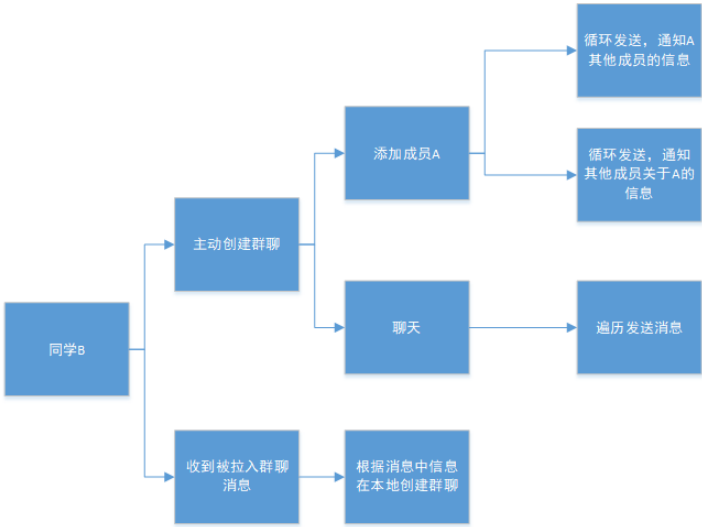 循环发送，通知A
其他成员的信息
添加成员A
循环发送，通知
其他成员关于A的
信息
主动创建群聊
聊天
遍历发送消息
同学B
收到被拉入群聊
消息
根据消息中信息
在本地创建群聊